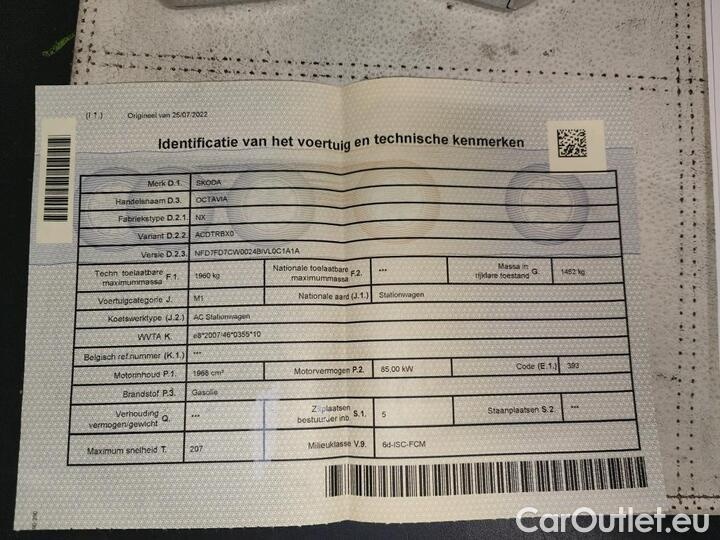 (I 1.) Origineel van 25/07/2022
Identificatie van het voertuig en technische kenmerken
Merk D.1. SKODA
Handelsnaam D.3. OCTAVIA
Fabriekstype D.2.1. NX
Variant D.2.2. ACDTRBX0
Versie D.2.3. NFD7FD7CW0024BIVL0C1A1A
Techn. toelaatbare maximummassa F.1. 1960 kg Nationale toelaatbare maximummassa F.2. *** Massa in rijklare toestand G. 1452 kg
Voertuigcategorie J. M1 Nationale aard (J.1.) Stationwagen
Koetswerktype (J.2.) AC Stationwagen
WVTA K. e8*2007/46*0355*10
Belgisch ref.nummer (K.1.) ***
Motorinhoud P.1. 1968 cm³ Motorvermogen P.2. 85,00 kW Code (E.1.) 393
Brandstof P.3. Gasolie
Verhouding vermogen/gewicht Q. *** Zitplaatsen bestuurder inb. S.1. 5 Staanplaatsen S.2. ***
Maximum snelheid T. 207 Milieuklasse V.9. 6d-ISC-FCM
CarOutlet.eu